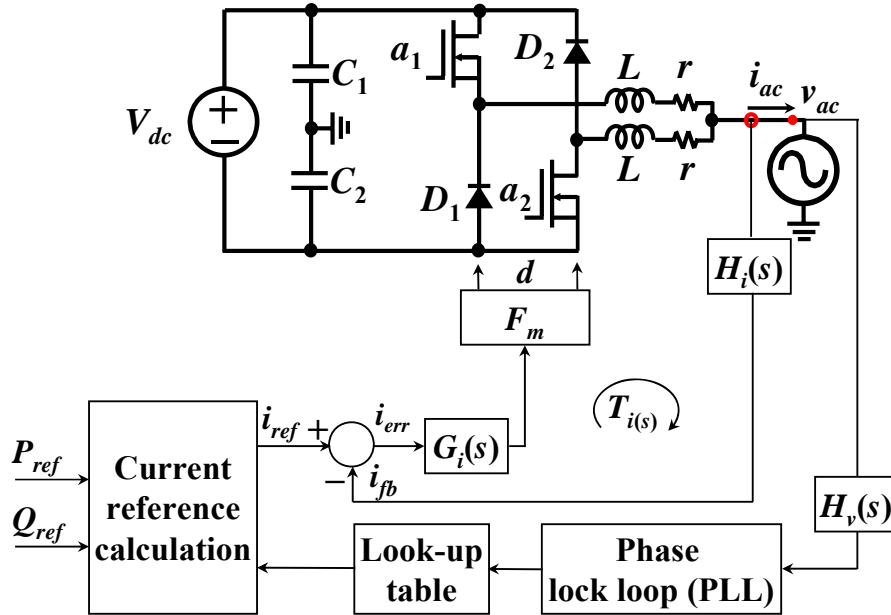 a1
D2
L
r
iac
vac
C1
Vdc
+
−
C2
D1
a2
L
r
d
Hi(s)
Fm
Ti(s)
iref
+
ierr
Gi(s)
−
ifb
Pref
Qref
Current
reference
calculation
Hv(s)
Look-up
table
Phase
lock loop (PLL)